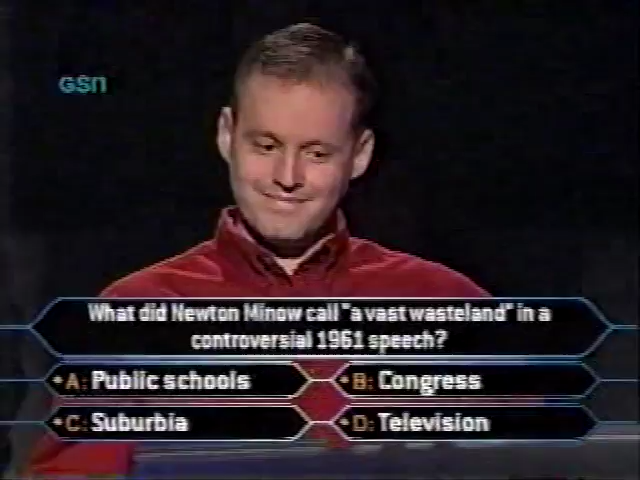 GSN
What did Newton Minow call "a vast wasteland" in a
controversial 1961 speech?
A: Public schools
B: Congress
C: Suburbia
D: Television